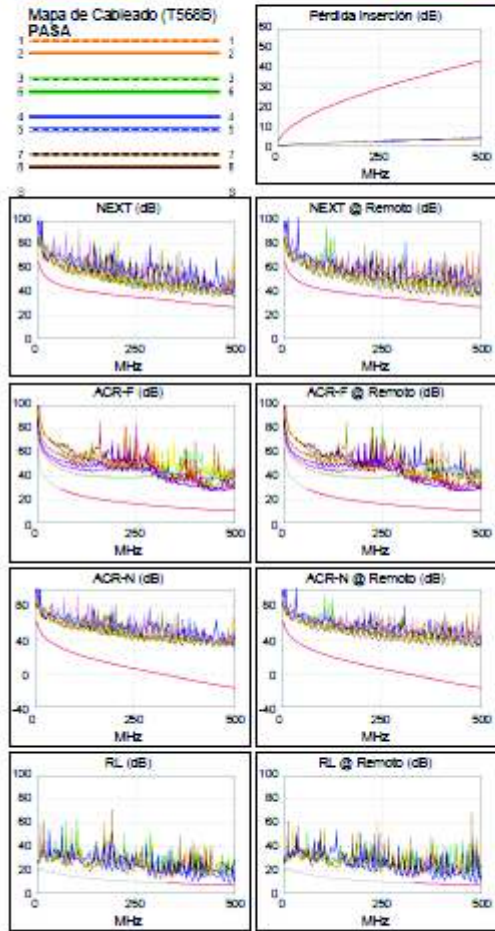 Mapa de Cableado (T568B)
PASA
1 1
2 2
3 3
6 6
4 4
5 5
7 7
8 8
S S
Pérdida Inserción (dB)
60
50
40
30
20
10
0
0 250 500
MHz
NEXT (dB)
100
80
60
40
20
0
0 250 500
MHz
NEXT @ Remoto (dB)
100
80
60
40
20
0
0 250 500
MHz
ACR-F (dB)
100
80
60
40
20
0
0 250 500
MHz
ACR-F @ Remoto (dB)
100
80
60
40
20
0
0 250 500
MHz
ACR-N (dB)
80
40
0
-40
0 250 500
MHz
ACR-N @ Remoto (dB)
80
40
0
-40
0 250 500
MHz
RL (dB)
100
80
60
40
20
0
0 250 500
MHz
RL @ Remoto (dB)
100
80
60
40
20
0
0 250 500
MHz